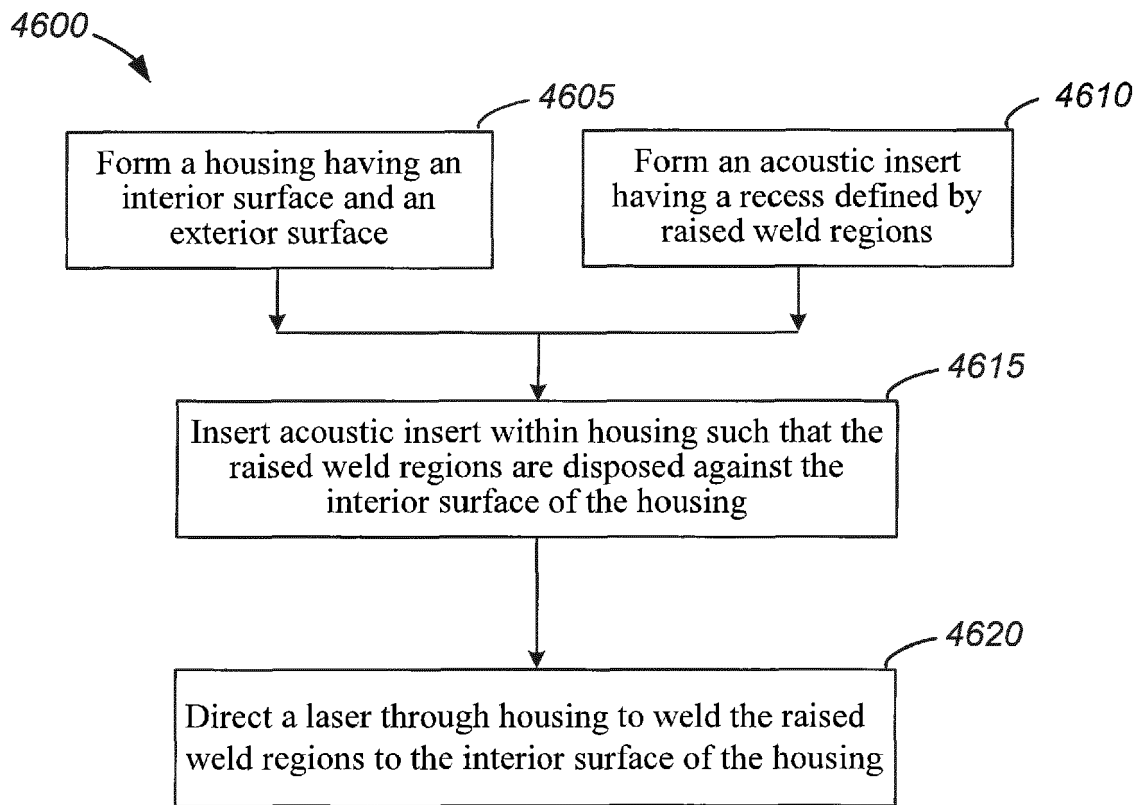 4600
4605
Form a housing having an
interior surface and an
exterior surface
4610
Form an acoustic insert
having a recess defined by
raised weld regions
4615
Insert acoustic insert within housing such that the
raised weld regions are disposed against the
interior surface of the housing
4620
Direct a laser through housing to weld the raised
weld regions to the interior surface of the housing